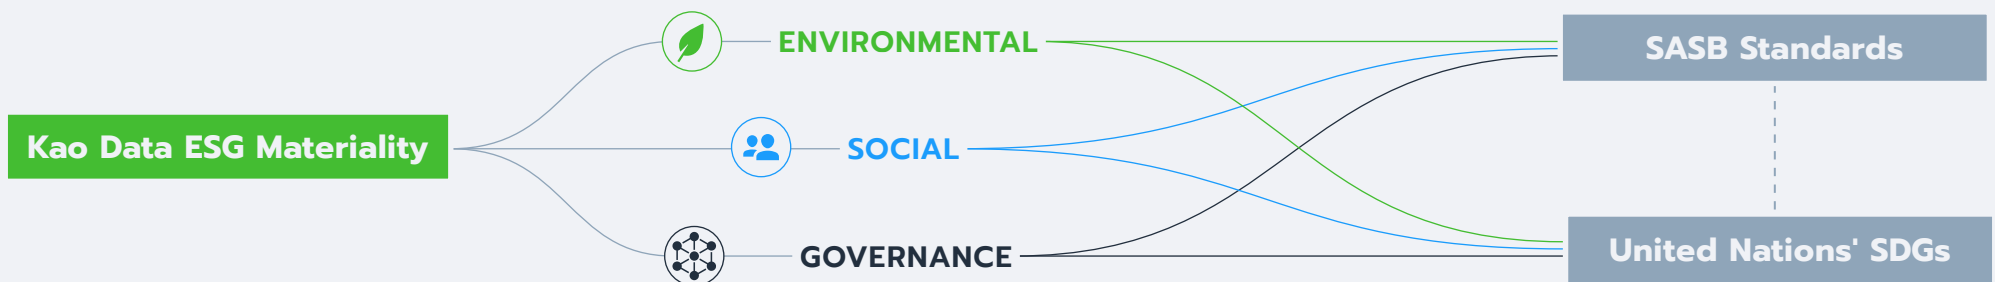 Kao Data ESG Materiality
ENVIRONMENTAL
SOCIAL
GOVERNANCE
SASB Standards
United Nations' SDGs